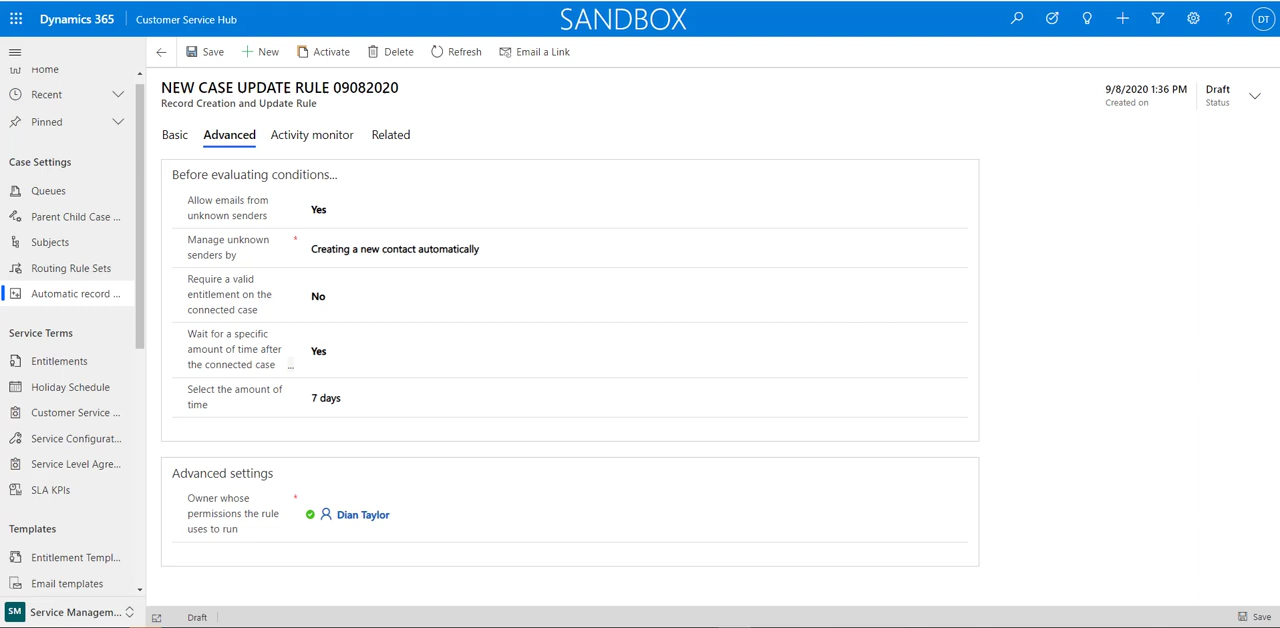 Dynamics 365
Customer Service Hub
SANDBOX
DT
Save
New
Activate
Delete
Refresh
Email a Link
Home
Recent
Pinned
Case Settings
Queues
Parent Child Case ...
Subjects
Routing Rule Sets
Automatic record ...
Service Terms
Entitlements
Holiday Schedule
Customer Service ...
Service Configurat...
Service Level Agre...
SLA KPIs
Templates
Entitlement Templ...
Email templates
SM
Service Managem...
NEW CASE UPDATE RULE 09082020
Record Creation and Update Rule
9/8/2020 1:36 PM
Created on
Draft
Status
Basic
Advanced
Activity monitor
Related
Before evaluating conditions...
Allow emails from
unknown senders
Yes
Manage unknown *
senders by
Creating a new contact automatically
Require a valid
entitlement on the
connected case
No
Wait for a specific
amount of time after
the connected case ...
Yes
Select the amount of
time
7 days
Advanced settings
Owner whose *
permissions the rule
uses to run
Dian Taylor
Draft
Save